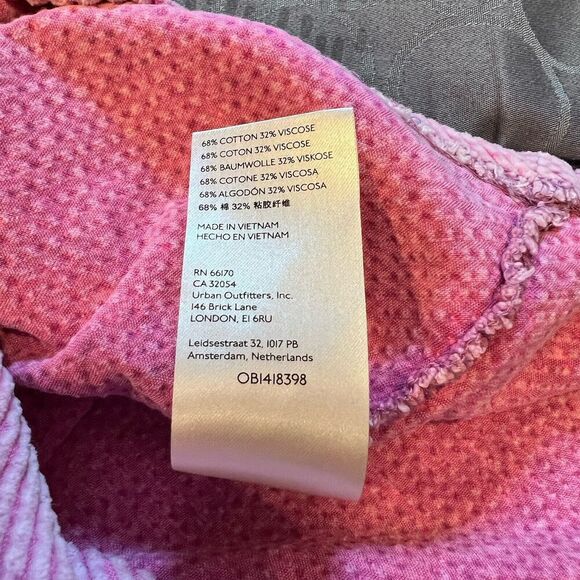 68% COTTON 32% VISCOSE
68% COTON 32% VISCOSE
68% BAUMWOLLE 32% VISKOSE
68% COTONE 32% VISCOSA
68% ALGODÓN 32% VISCOSA
68% 棉 32% 粘胶纤维
MADE IN VIETNAM
HECHO EN VIETNAM
RN 66170
CA 32054
Urban Outfitters, Inc.
146 Brick Lane
LONDON, E1 6RU
Leidsestraat 32, 1017 PB
Amsterdam, Netherlands
OB1418398